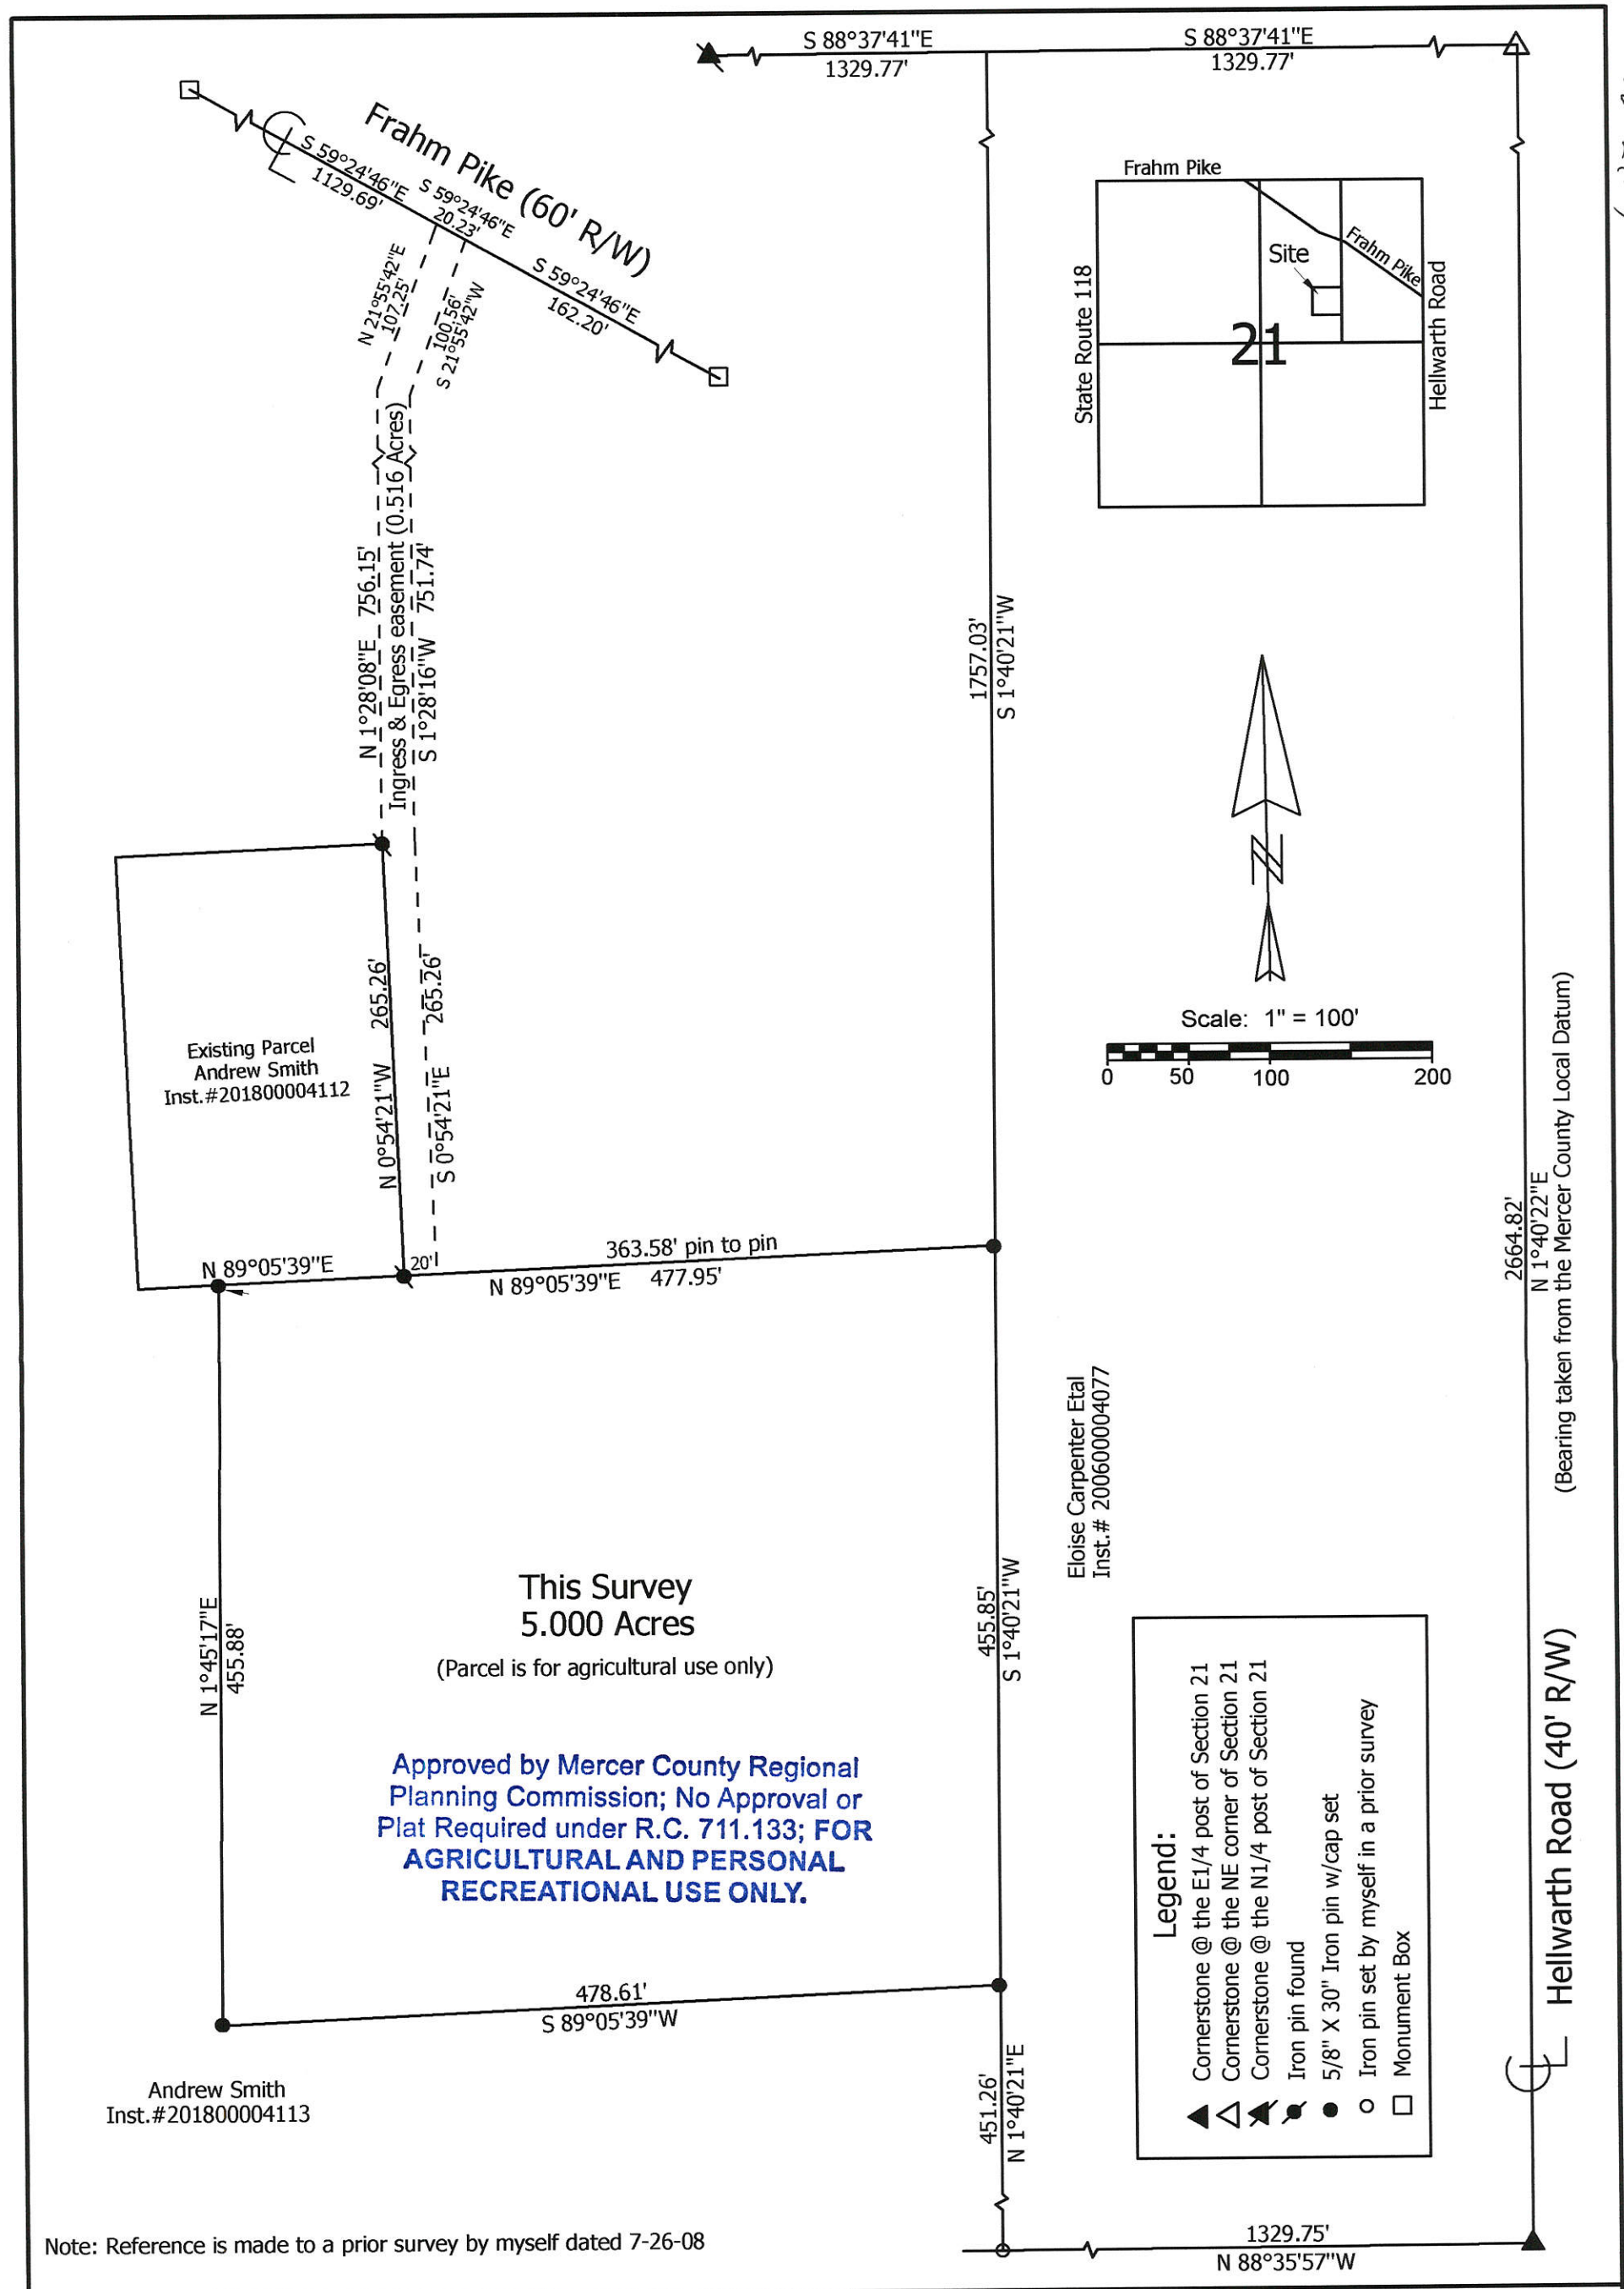 S 88°37'41"E
1329.77'
S 88°37'41"E
1329.77'
Frahm Pike (60' R/W)
S 59°24'46"E
1129.69'
S 59°24'46"E
20.23'
S 59°24'46"E
162.20'
N 21°55'42"E
107.25'
100.56'
S 21°55'42"W
Frahm Pike
Site
Frahm Pike
State Route 118
21
Hellwarth Road
N 1°28'08"E 756.15'
Ingress & Egress easement (0.516 Acres)
S 1°28'16"W 751.74'
1757.03'
S 1°40'21"W
N
Scale: 1" = 100'
0 50 100 200
Existing Parcel
Andrew Smith
Inst.#201800004112
N 0°54'21"W 265.26'
S 0°54'21"E 265.26'
N 89°05'39"E
20'
363.58' pin to pin
N 89°05'39"E 477.95'
2664.82'
N 1°40'22"E
(Bearing taken from the Mercer County Local Datum)
Eloise Carpenter Etal
Inst.# 200600004077
N 1°45'17"E
455.88'
This Survey
5.000 Acres
(Parcel is for agricultural use only)
455.85'
S 1°40'21"W
Approved by Mercer County Regional
Planning Commission; No Approval or
Plat Required under R.C. 711.133; FOR
AGRICULTURAL AND PERSONAL
RECREATIONAL USE ONLY.
478.61'
S 89°05'39"W
Legend:
Cornerstone @ the E1/4 post of Section 21
Cornerstone @ the NE corner of Section 21
Cornerstone @ the N1/4 post of Section 21
Iron pin found
5/8" X 30" Iron pin w/cap set
Iron pin set by myself in a prior survey
Monument Box
CL Hellwarth Road (40' R/W)
Andrew Smith
Inst.#201800004113
451.26'
N 1°40'21"E
Note: Reference is made to a prior survey by myself dated 7-26-08
1329.75'
N 88°35'57"W